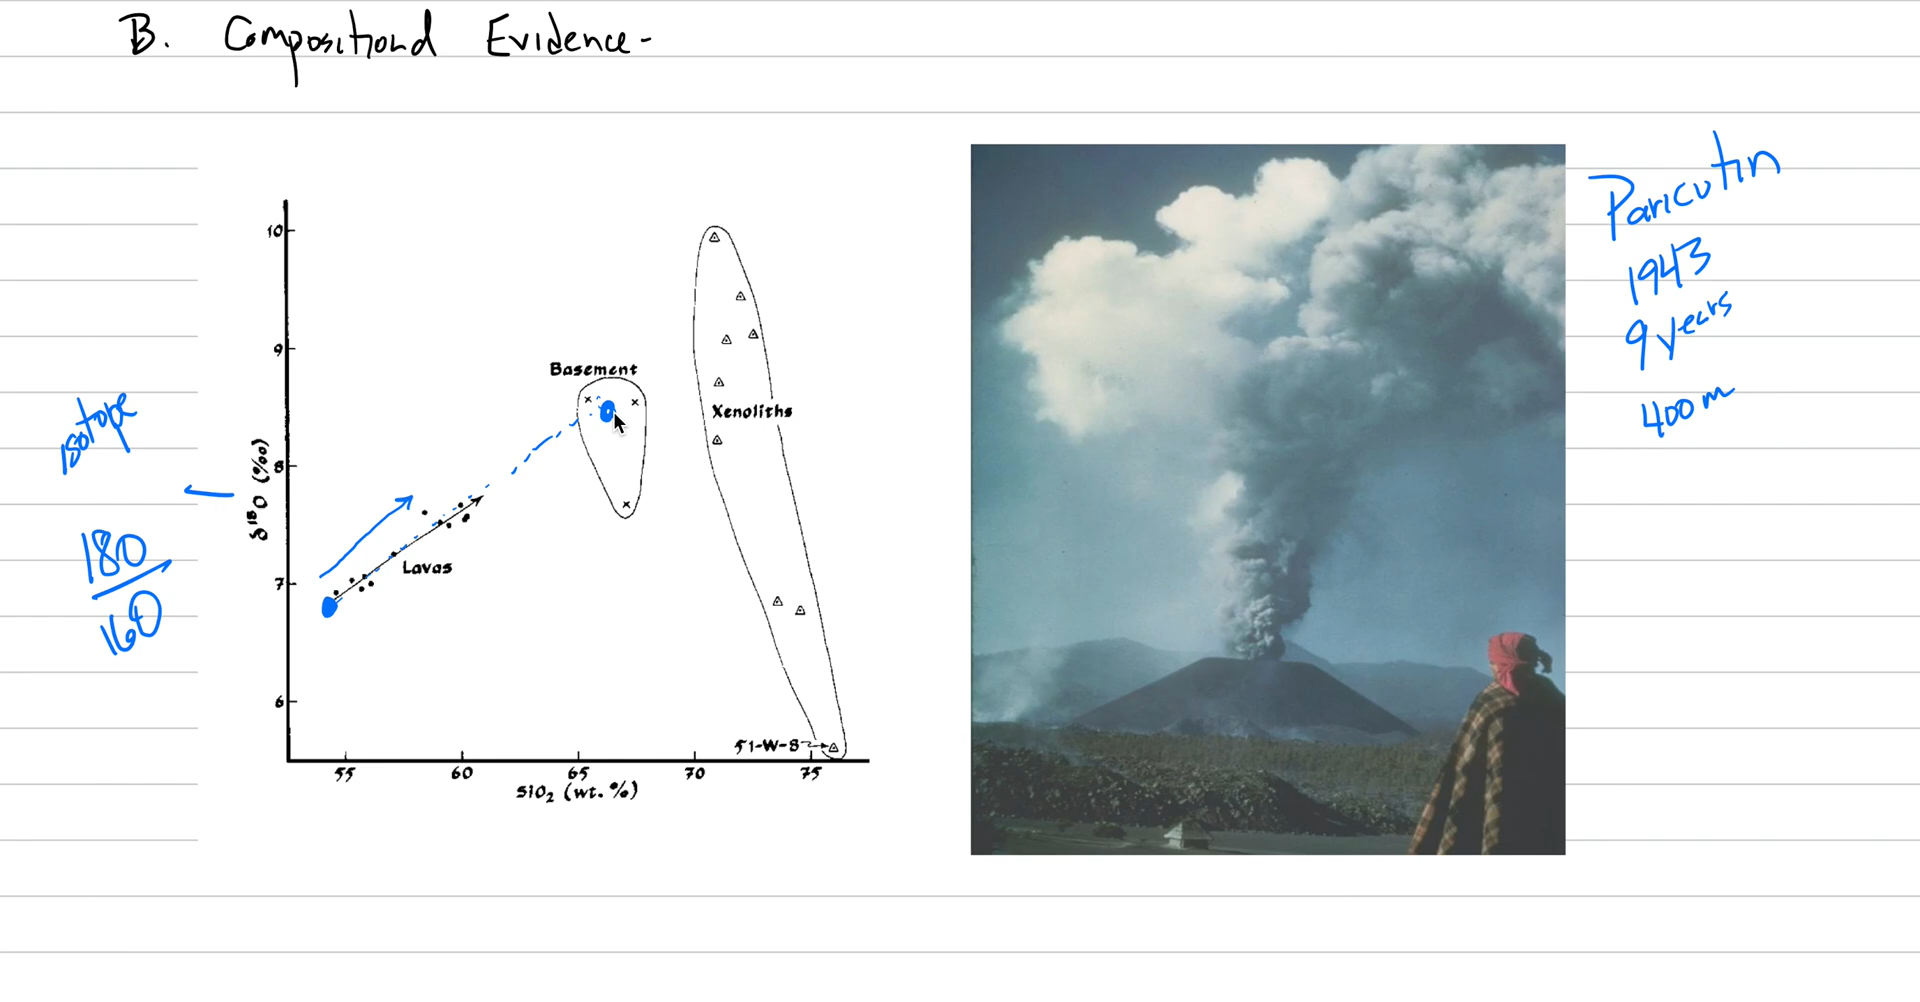 B. Compositional Evidence-
10
9
8
7
6
δ18O (‰)
55 60 65 70 75
SiO2 (wt. %)
Lavas
Basement
Xenoliths
51-W-8
isotope
18O
16O
Paricutin
1943
9 years
400 m